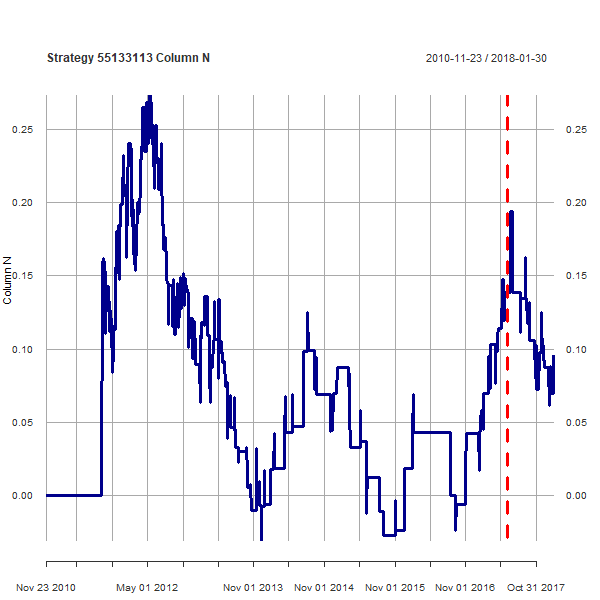 Strategy 55133113 Column N
2010-11-23 / 2018-01-30
0.25
0.25
0.20
0.20
0.15
0.15
Column N
0.10
0.10
0.05
0.05
0.00
0.00
Nov 23 2010
May 01 2012
Nov 01 2013
Nov 01 2014
Nov 01 2015
Nov 01 2016
Oct 31 2017